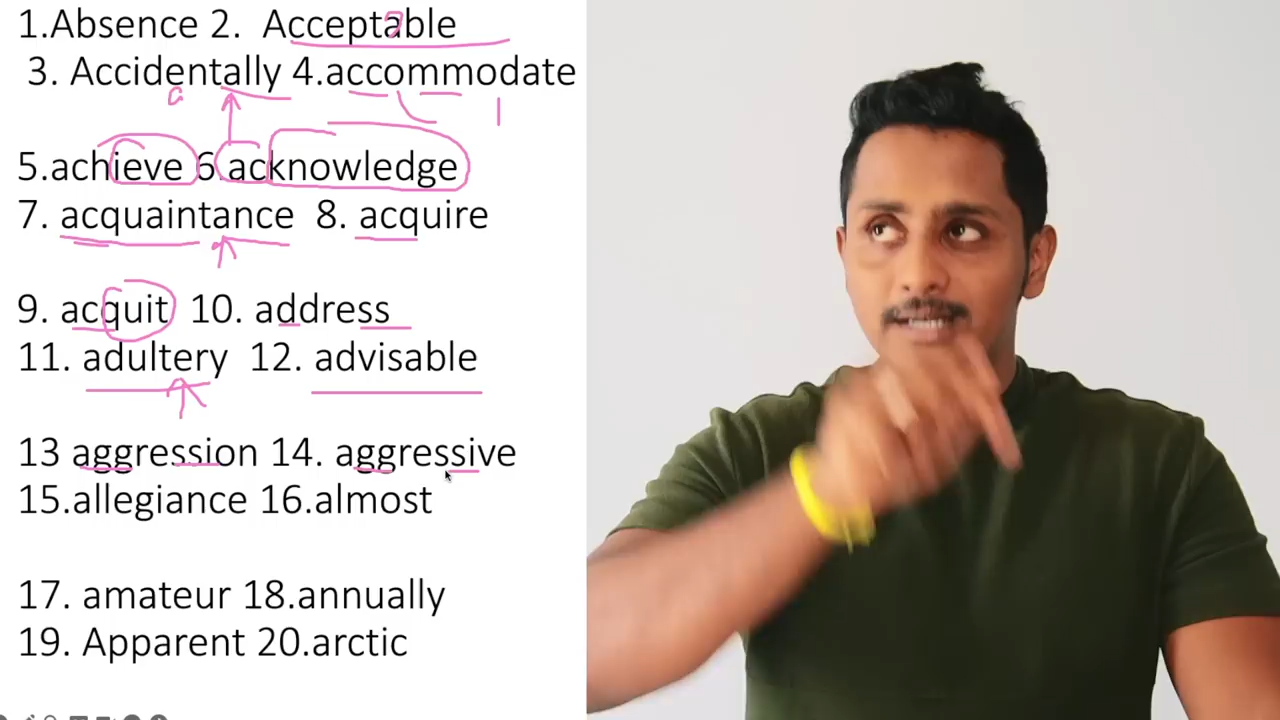 1.Absence 2. Acceptable
3. Accidentally 4.accommodate
5.achieve 6 acknowledge
7. acquaintance 8. acquire
9. acquit 10. address
11. adultery 12. advisable
13 aggression 14. aggressive
15.allegiance 16.almost
17. amateur 18.annually
19. Apparent 20.arctic